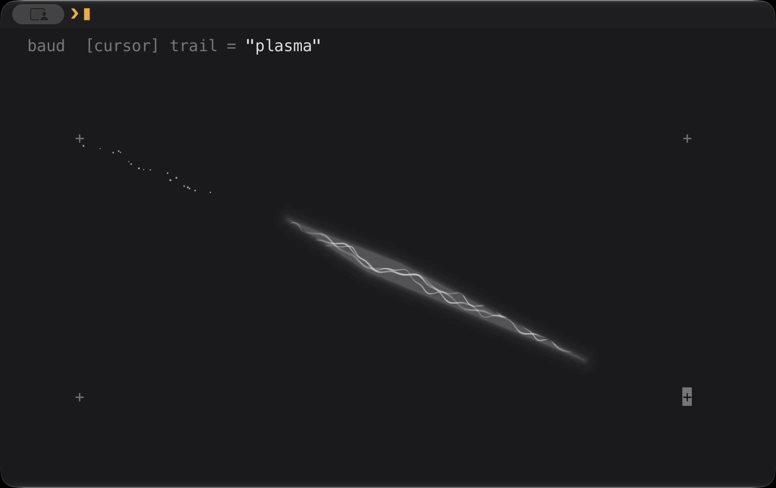 ❯
baud  [cursor] trail = "plasma"
+ +
+ +